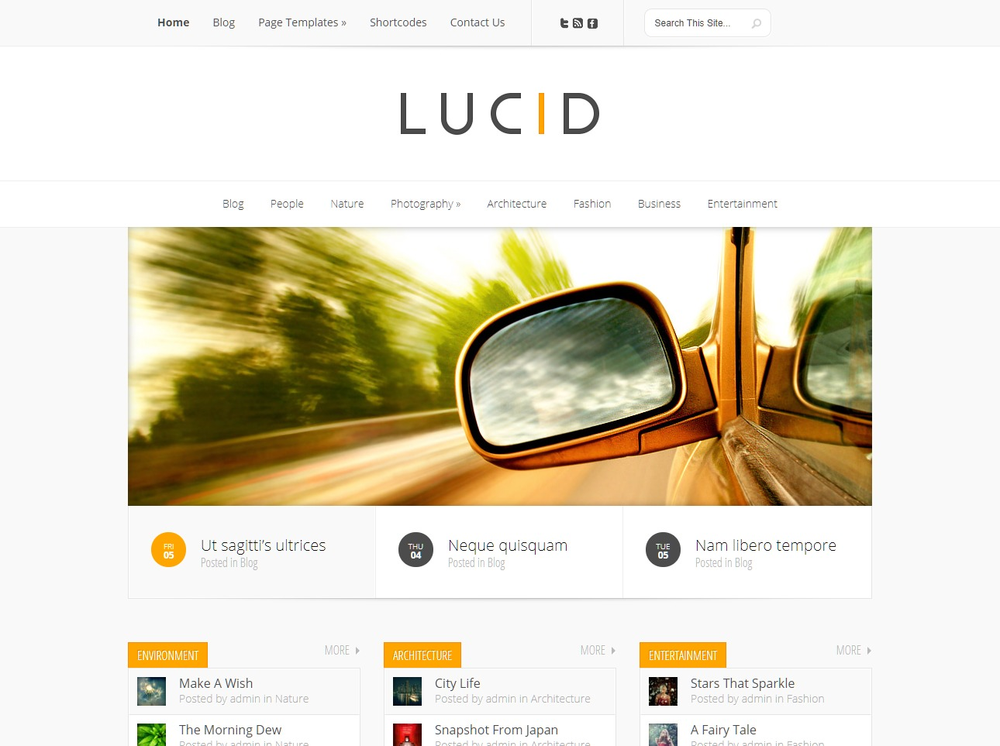 Home Blog Page Templates » Shortcodes Contact Us Search This Site...
LUCID
Blog People Nature Photography » Architecture Fashion Business Entertainment
FRI
05
Ut sagitti’s ultrices
Posted in Blog
THU
04
Neque quisquam
Posted in Blog
TUE
05
Nam libero tempore
Posted in Blog
ENVIRONMENT MORE
Make A Wish
Posted by admin in Nature
The Morning Dew
Posted by admin in Nature
ARCHITECTURE MORE
City Life
Posted by admin in Architecture
Snapshot From Japan
Posted by admin in Architecture
ENTERTAINMENT MORE
Stars That Sparkle
Posted by admin in Fashion
A Fairy Tale
Posted by admin in Fashion